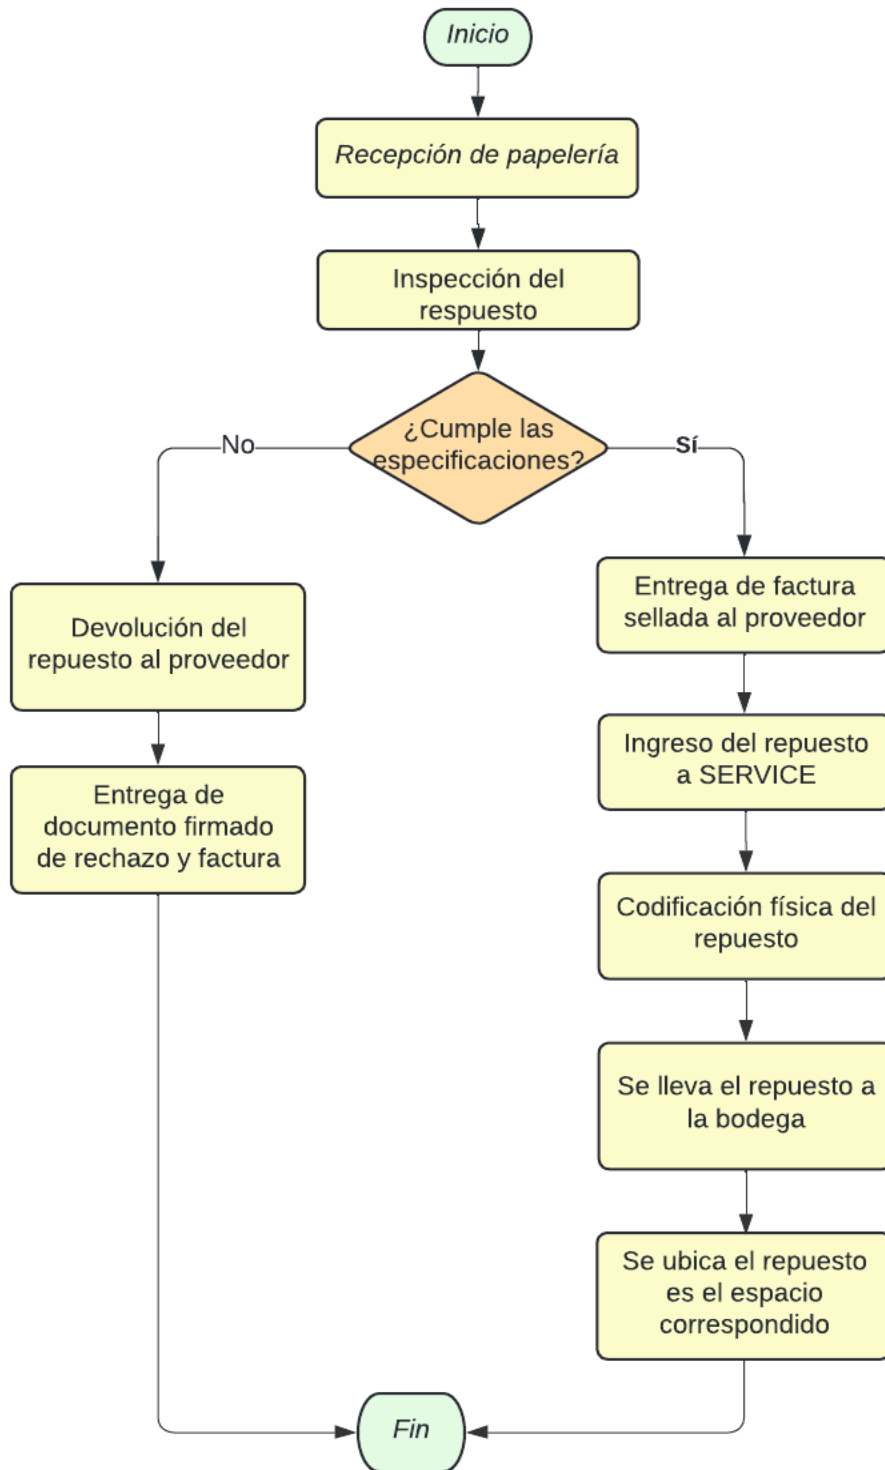 Inicio
Recepción de papelería
Inspección del
respuesto
¿Cumple las
especificaciones?
No
Sí
Devolución del
repuesto al proveedor
Entrega de
documento firmado
de rechazo y factura
Entrega de factura
sellada al proveedor
Ingreso del repuesto
a SERVICE
Codificación física del
repuesto
Se lleva el repuesto a
la bodega
Se ubica el repuesto
es el espacio
correspondido
Fin